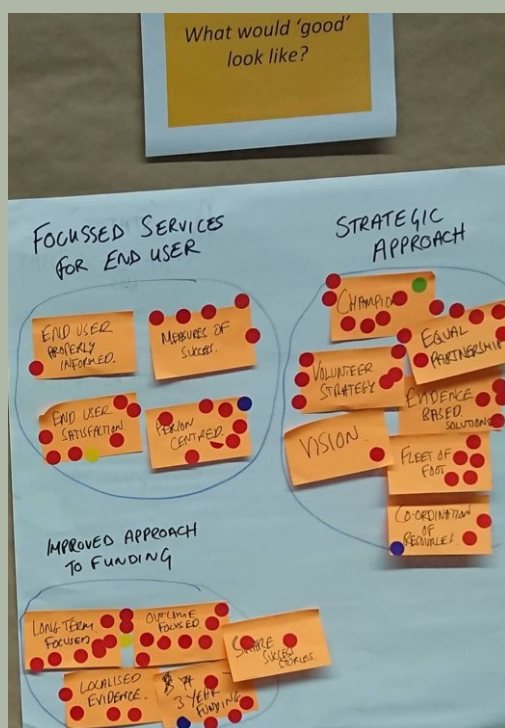 What would 'good'
look like?
FOCUSSED SERVICES
FOR END USER
END USER
PROPERLY
INFORMED.
MEASURES OF
SUCCESS.
END USER
SATISFACTION
PERSON
CENTRED.
STRATEGIC
APPROACH
CHAMPION
EQUAL
PARTNERSHIP
VOLUNTEER
STRATEGY
EVIDENCE
BASED
SOLUTIONS
VISION.
FLEET OF
FOOT
CO-ORDINATION
OF
RESOURCES.
IMPROVED APPROACH
TO FUNDING
LONG TERM
FOCUSED
OUTCOME
FOCUSED
SHARE
SUCCESS
STORIES.
LOCALISED
EVIDENCE.
3 YEAR
FUNDING